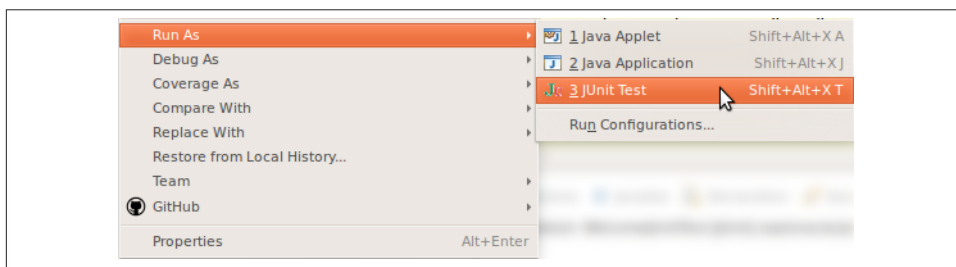 Run As
Debug As
Coverage As
Compare With
Replace With
Restore from Local History...
Team
GitHub
Properties Alt+Enter
1 Java Applet Shift+Alt+X A
2 Java Application Shift+Alt+X J
3 JUnit Test Shift+Alt+X T
Run Configurations...